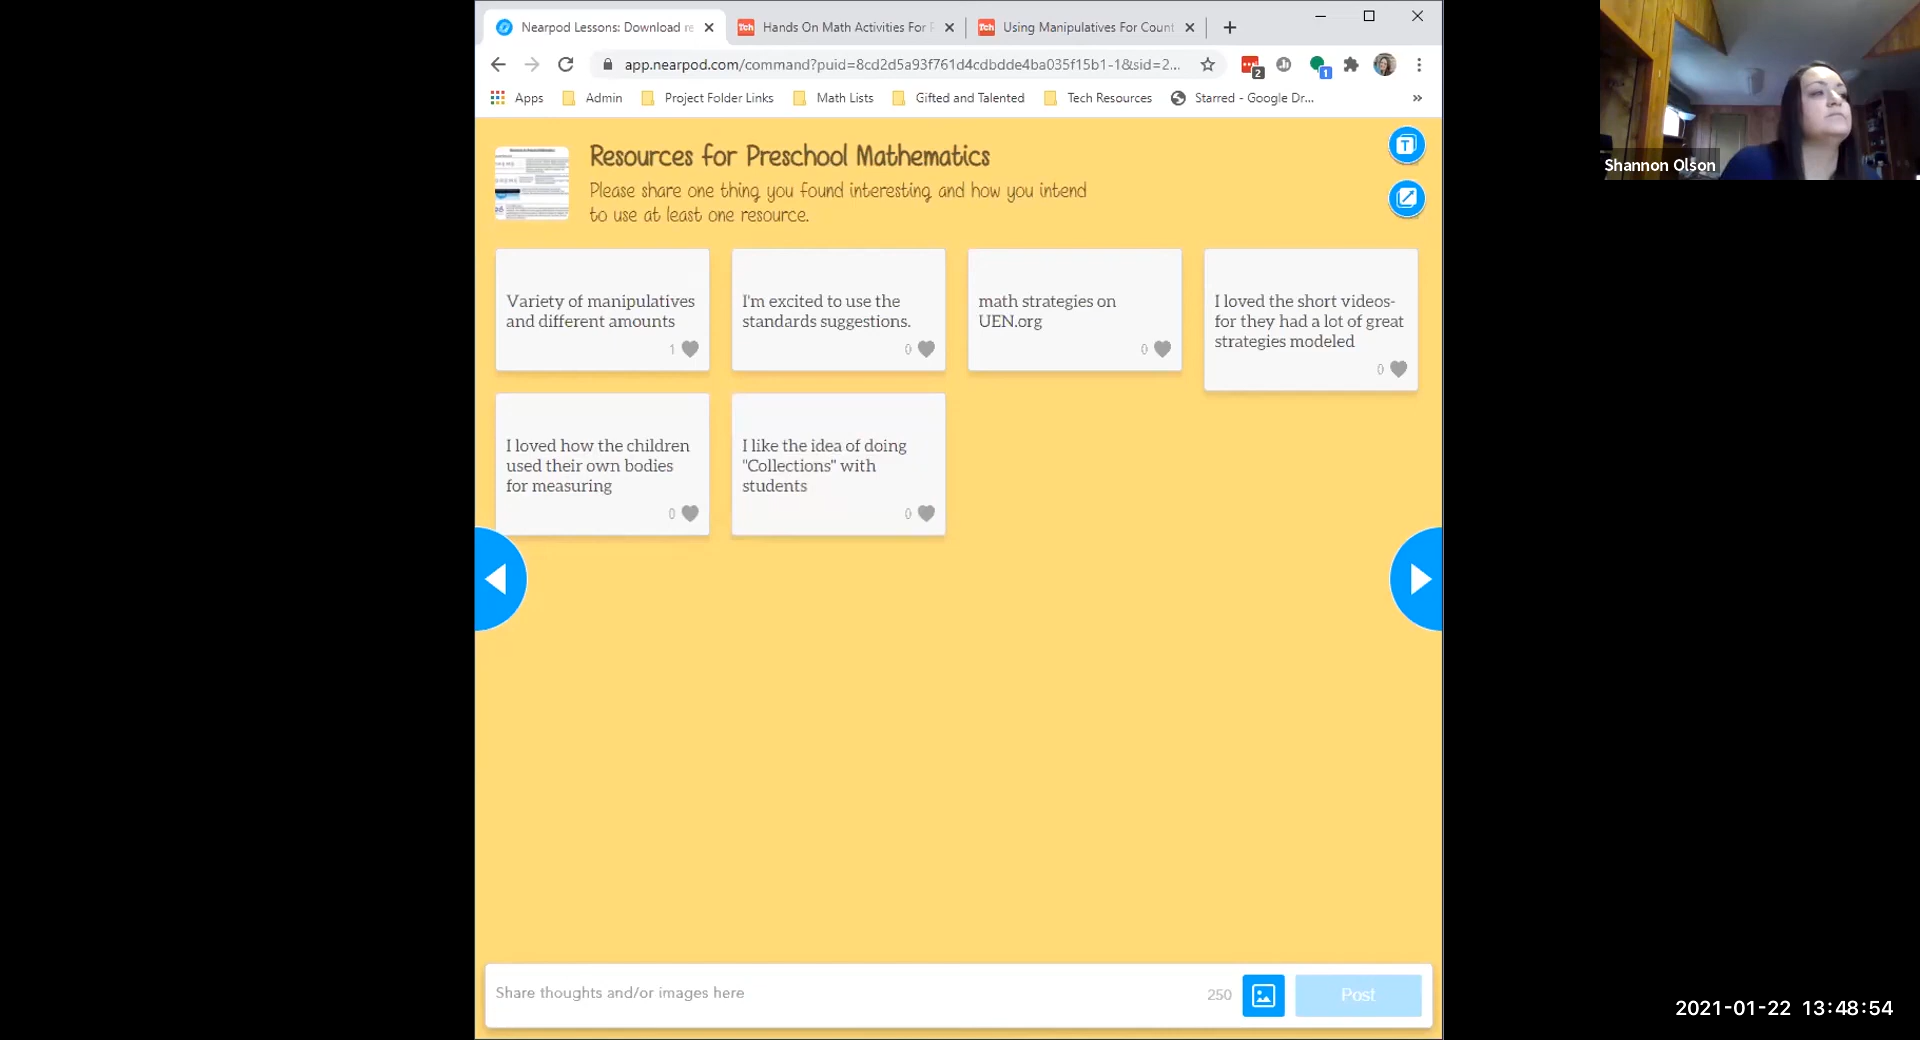 Nearpod Lessons: Download re
Tch
Hands On Math Activities For P
Tch
Using Manipulatives For Count
app.nearpod.com/command?puid=8cd2d5a93f761d4cdbdde4ba035f15b1-1&sid=2...
2
1
Apps
Admin
Project Folder Links
Math Lists
Gifted and Talented
Tech Resources
Starred - Google Dr...
»
Resources for Preschool Mathematics
Please share one thing you found interesting and how you intend
to use at least one resource.
T
Variety of manipulatives
and different amounts
1
I'm excited to use the
standards suggestions.
0
math strategies on
UEN.org
0
I loved the short videos-
for they had a lot of great
strategies modeled
0
I loved how the children
used their own bodies
for measuring
0
I like the idea of doing
"Collections" with
students
0
Share thoughts and/or images here
250
Post
Shannon Olson
2021-01-22 13:48:54